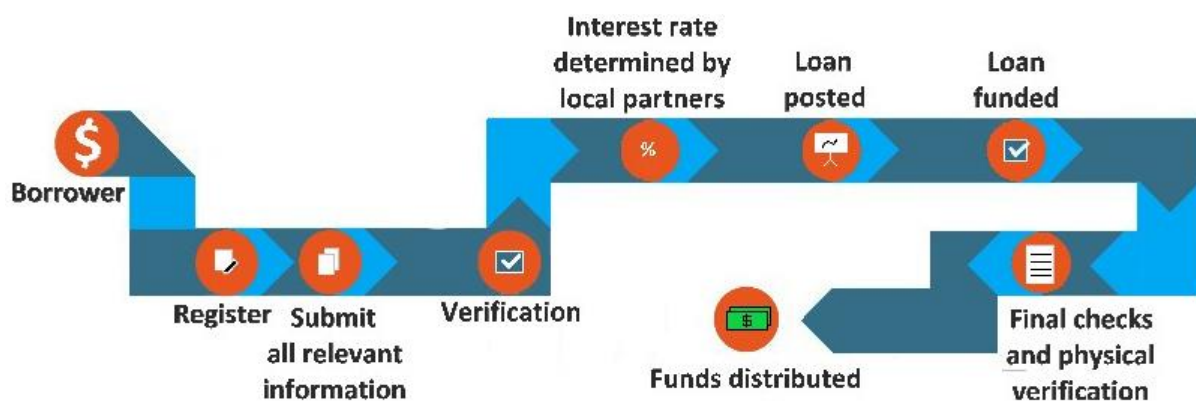 $
Borrower
Register
Submit
all relevant
information
Verification
Interest rate
determined by
local partners
%
Loan
posted
Loan
funded
Final checks
and physical
verification
$
Funds distributed